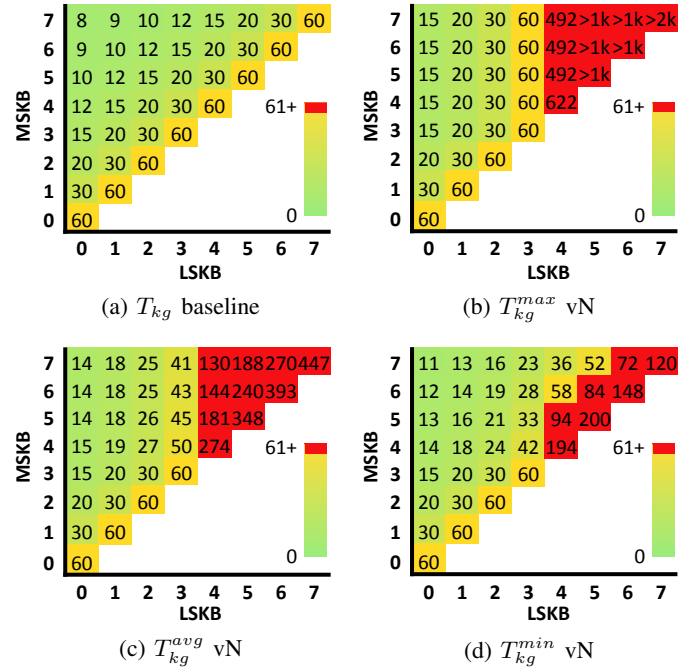 7 8 9 10 12 15 20 30 60
6 9 10 12 15 20 30 60
5 10 12 15 20 30 60
4 12 15 20 30 60
3 15 20 30 60
2 20 30 60
1 30 60
0 60
0 1 2 3 4 5 6 7
MSKB
LSKB
61+
0
(a) T_{kg} baseline
7 15 20 30 60 492 >1k >1k >2k
6 15 20 30 60 492 >1k >1k
5 15 20 30 60 492 >1k
4 15 20 30 60 622
3 15 20 30 60
2 20 30 60
1 30 60
0 60
0 1 2 3 4 5 6 7
MSKB
LSKB
61+
0
(b) T_{kg}^{max} vN
7 14 18 25 41 130 188 270 447
6 14 18 25 43 144 240 393
5 14 18 26 45 181 348
4 15 19 27 50 274
3 15 20 30 60
2 20 30 60
1 30 60
0 60
0 1 2 3 4 5 6 7
MSKB
LSKB
61+
0
(c) T_{kg}^{avg} vN
7 11 13 16 23 36 52 72 120
6 12 14 19 28 58 84 148
5 13 16 21 33 94 200
4 14 18 24 42 194
3 15 20 30 60
2 20 30 60
1 30 60
0 60
0 1 2 3 4 5 6 7
MSKB
LSKB
61+
0
(d) T_{kg}^{min} vN